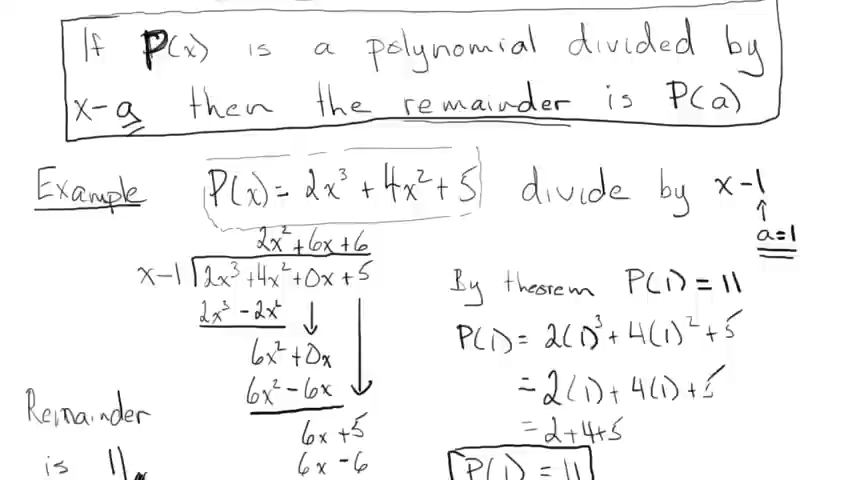 If P(x) is a polynomial divided by
x-a then the remainder is P(a)
Example P(x) = 2x³ + 4x² + 5 divide by x-1
↑
a=1
2x² + 6x + 6
x-1 2x³ + 4x² + 0x + 5
2x³ - 2x²
6x² + 0x
6x² - 6x
6x + 5
6x - 6
Remainder
is 11
By theorem P(1) = 11
P(1) = 2(1)³ + 4(1)² + 5
= 2(1) + 4(1) + 5
= 2+4+5
P(1) = 11